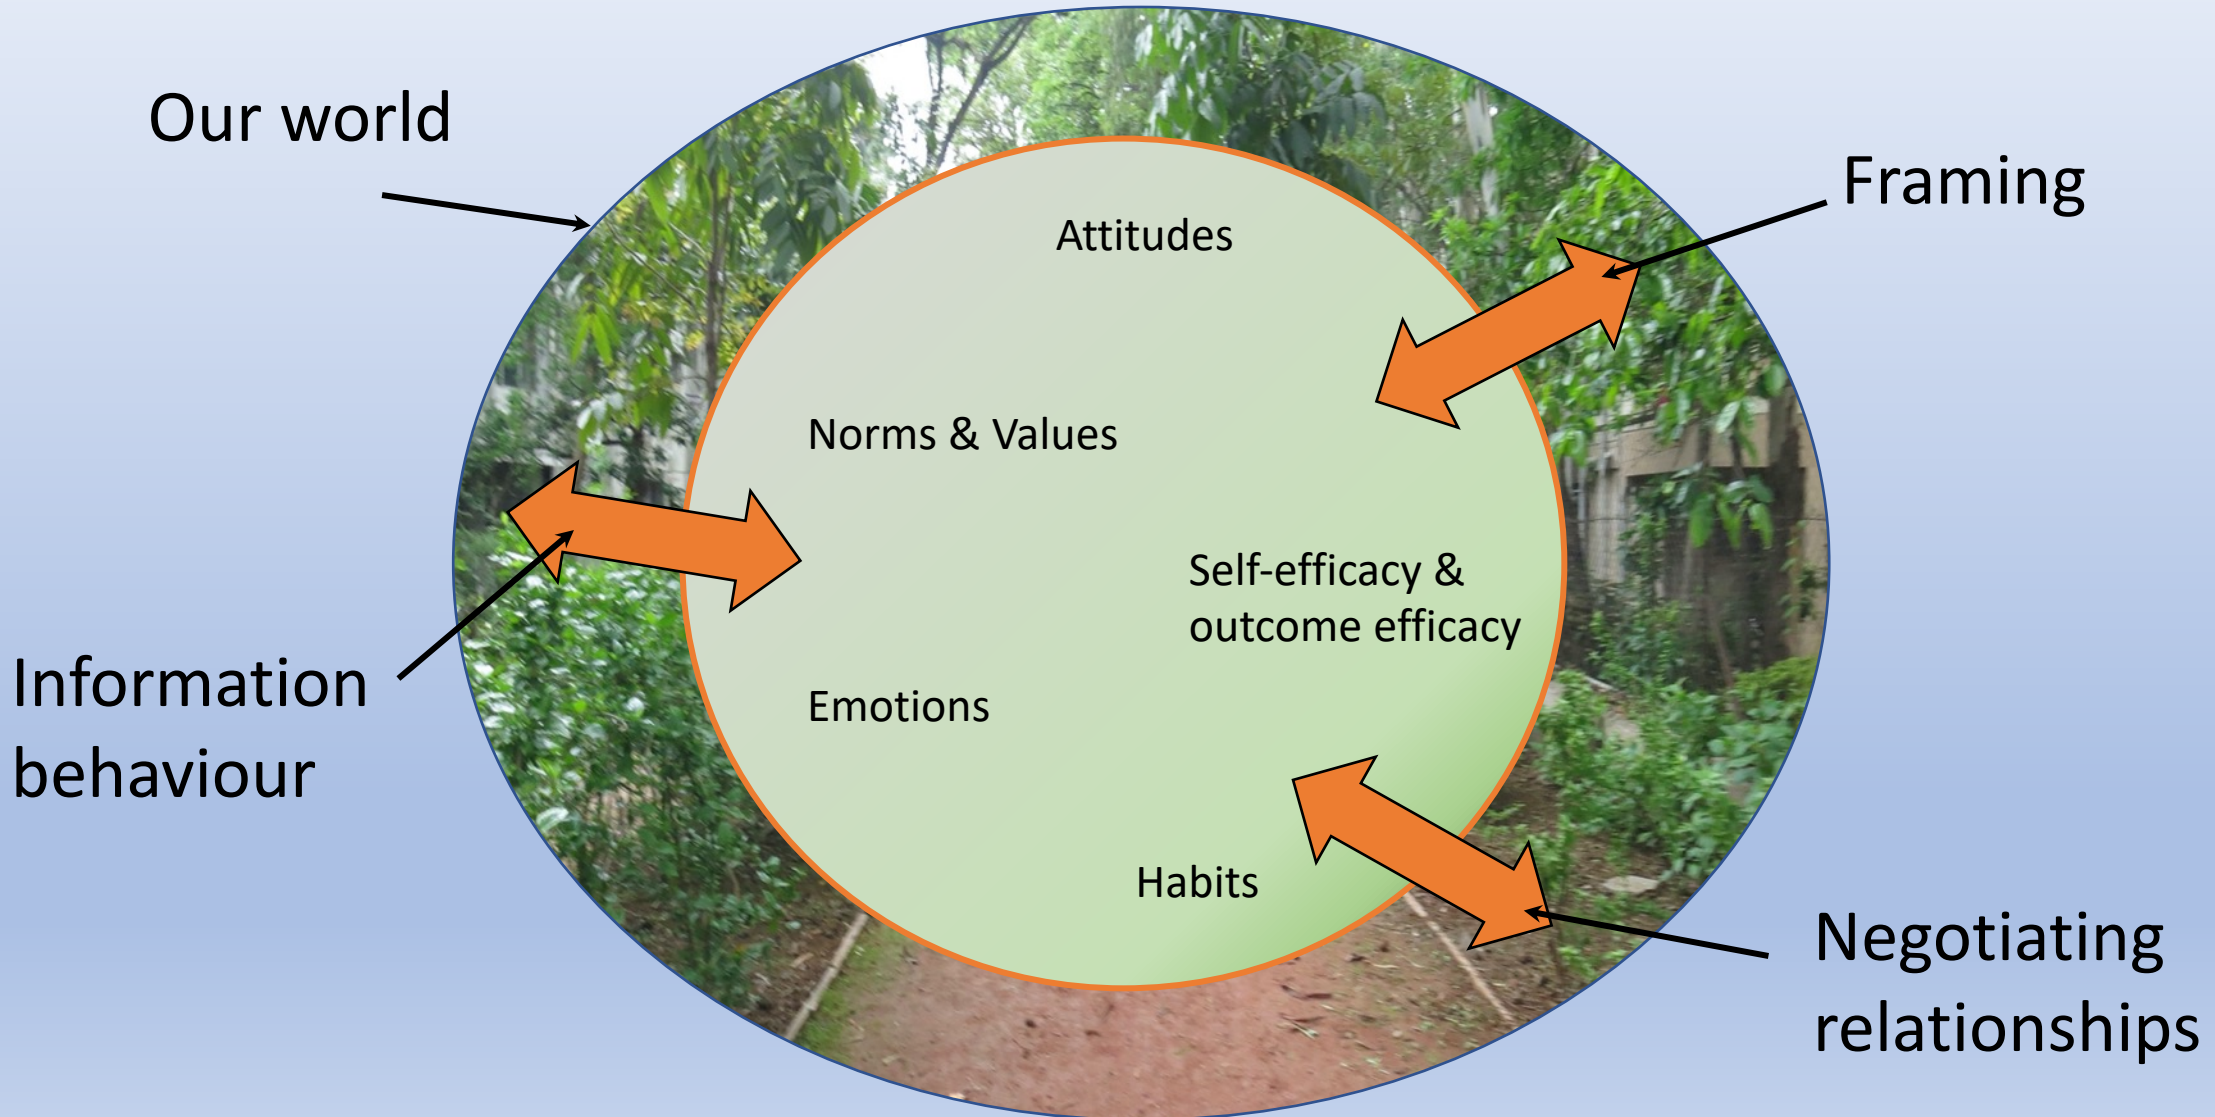 Our world
Framing
Attitudes
Norms & Values
Self-efficacy &
outcome efficacy
Information
behaviour
Emotions
Habits
Negotiating
relationships